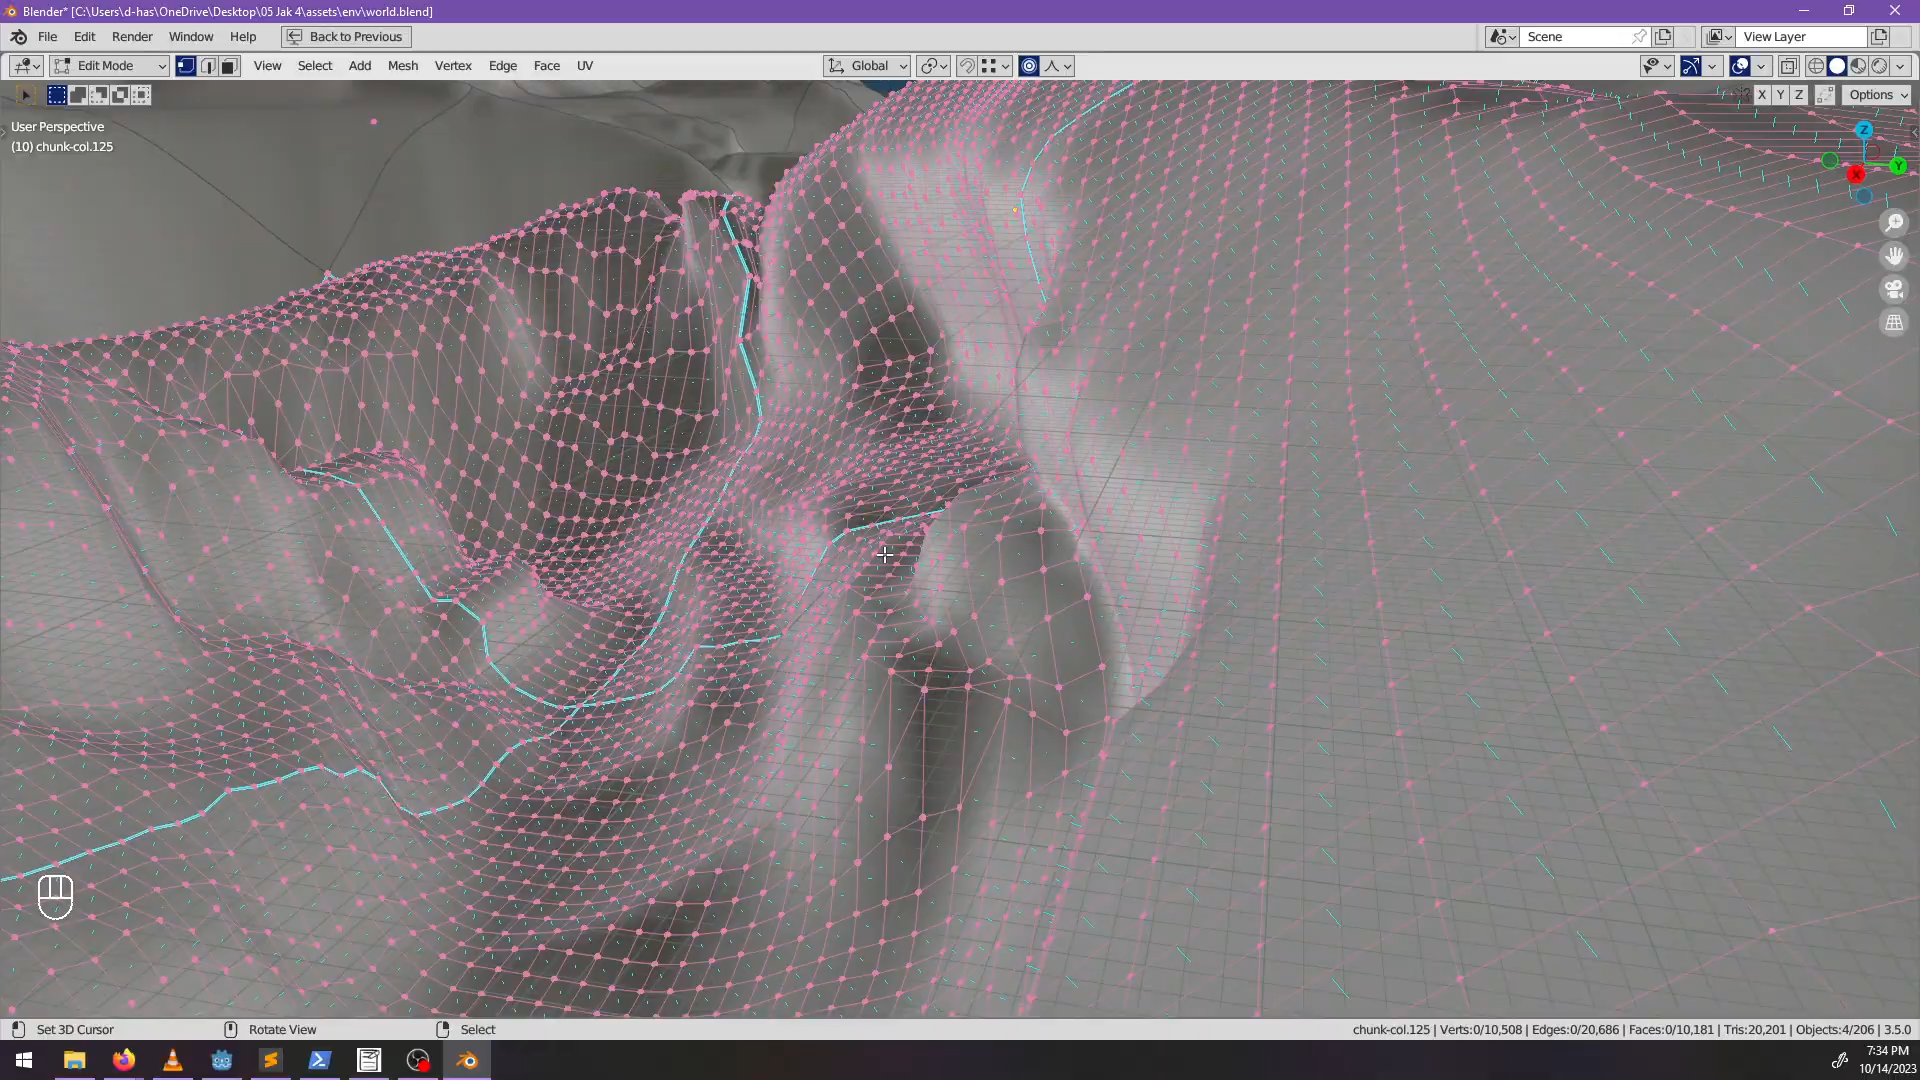 Blender* [C:\Users\d-has\OneDrive\Desktop\05 Jak 4\assets\env\world.blend]
File Edit Render Window Help Back to Previous Scene View Layer
Edit Mode View Select Add Mesh Vertex Edge Face UV Global
X Y Z Options
User Perspective
(10) chunk-col.125
Z
Y
X
Set 3D Cursor Rotate View Select chunk-col.125 | Verts:0/10,508 | Edges:0/20,686 | Faces:0/10,181 | Tris:20,201 | Objects:4/206 | 3.5.0
7:34 PM
10/14/2023